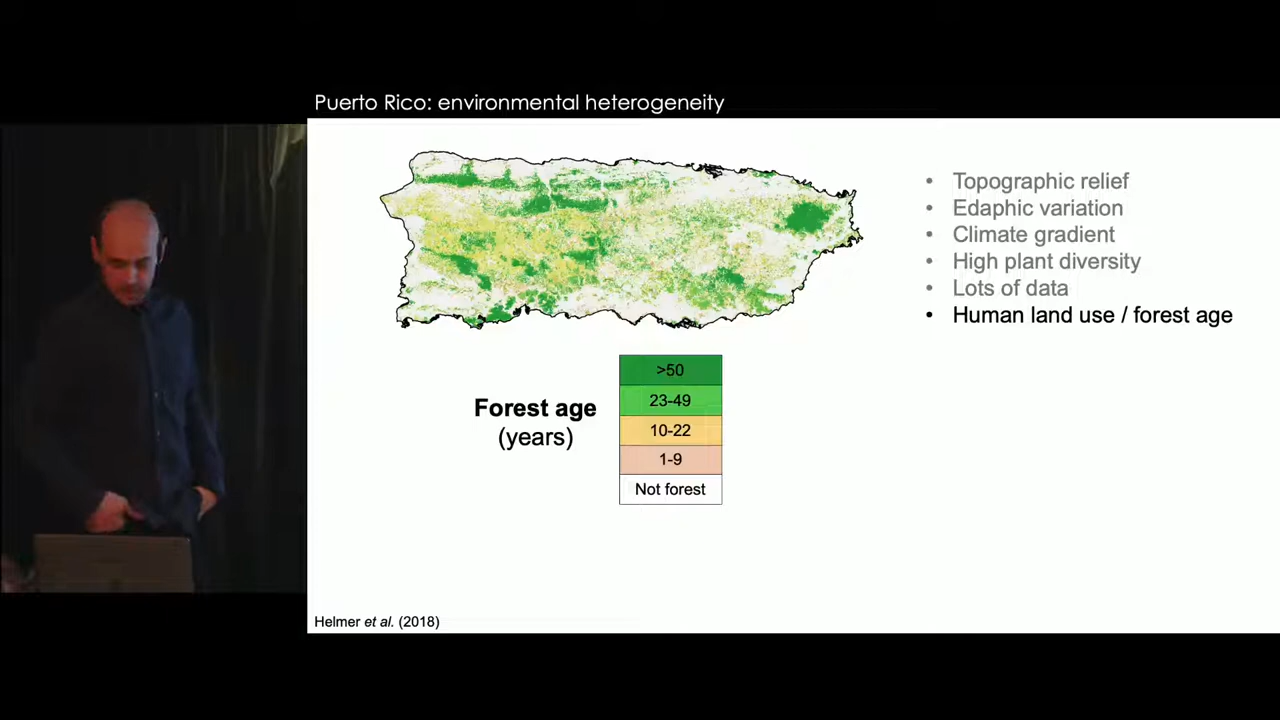 Puerto Rico: environmental heterogeneity
• Topographic relief
• Edaphic variation
• Climate gradient
• High plant diversity
• Lots of data
• Human land use / forest age
Forest age
(years)
>50
23-49
10-22
1-9
Not forest
Helmer et al. (2018)